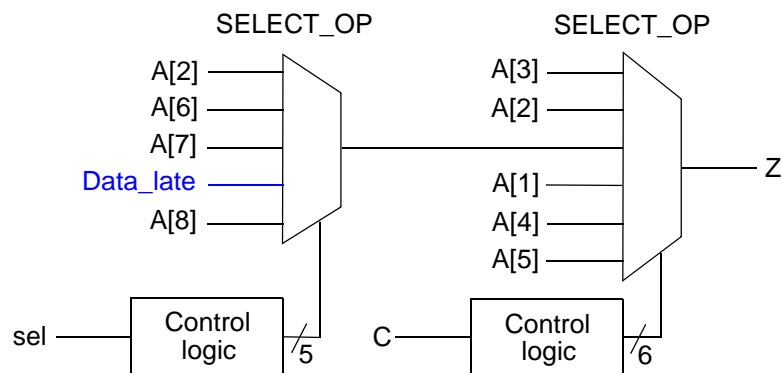 SELECT_OP
SELECT_OP
A[2]
A[6]
A[7]
Data_late
A[8]
A[3]
A[2]
A[1]
A[4]
A[5]
Z
sel
Control
logic
5
C
Control
logic
6